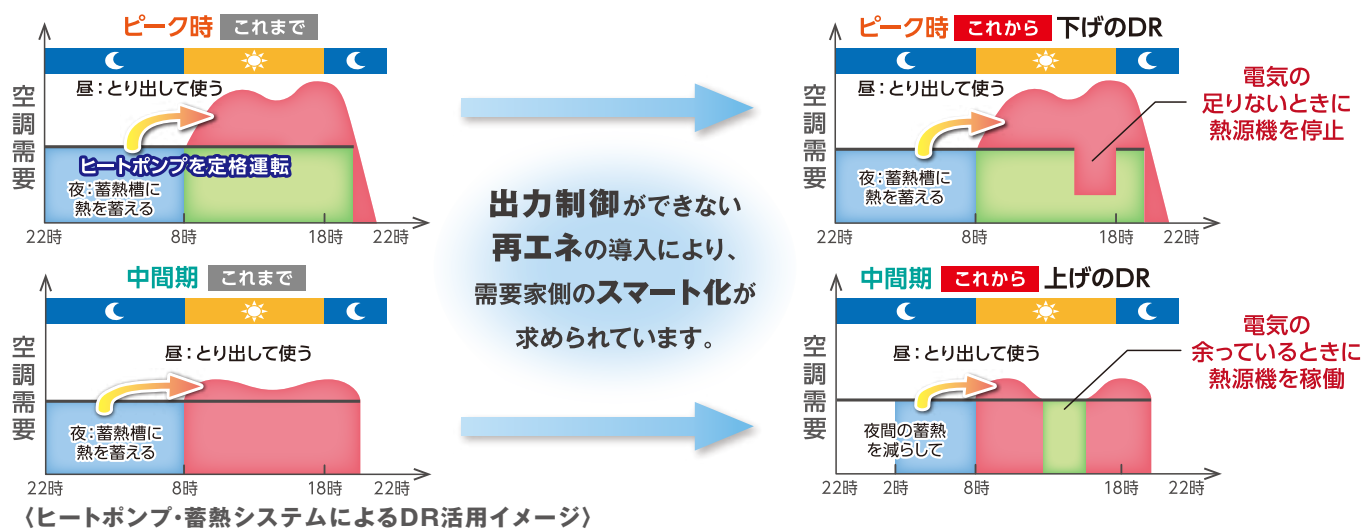 ピーク時 これまで
空調需要
昼：とり出して使う
ヒートポンプを定格運転
夜：蓄熱槽に
熱を蓄える
22時 8時 18時 22時
中間期 これまで
空調需要
昼：とり出して使う
夜：蓄熱槽に
熱を蓄える
22時 8時 18時 22時
出力制御ができない
再エネの導入により、
需要家側のスマート化が
求められています。
ピーク時 これから 下げのDR
空調需要
昼：とり出して使う
夜：蓄熱槽に
熱を蓄える
22時 8時 18時 22時
電気の
足りないときに
熱源機を停止
中間期 これから 上げのDR
空調需要
昼：とり出して使う
夜間の蓄熱
を減らして
22時 2時 8時 18時 22時
電気の
余っているときに
熱源機を稼働
〈ヒートポンプ・蓄熱システムによるDR活用イメージ〉